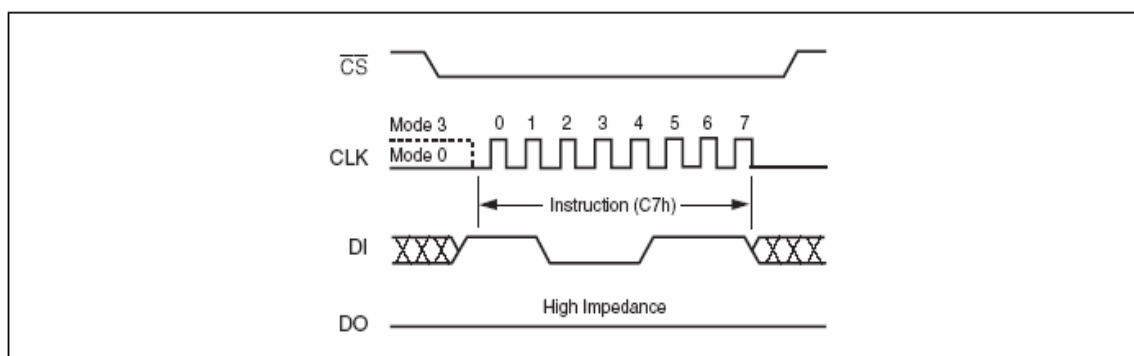 CS
Mode 3
0 1 2 3 4 5 6 7
CLK
Mode 0
Instruction (C7h)
DI
High Impedance
DO